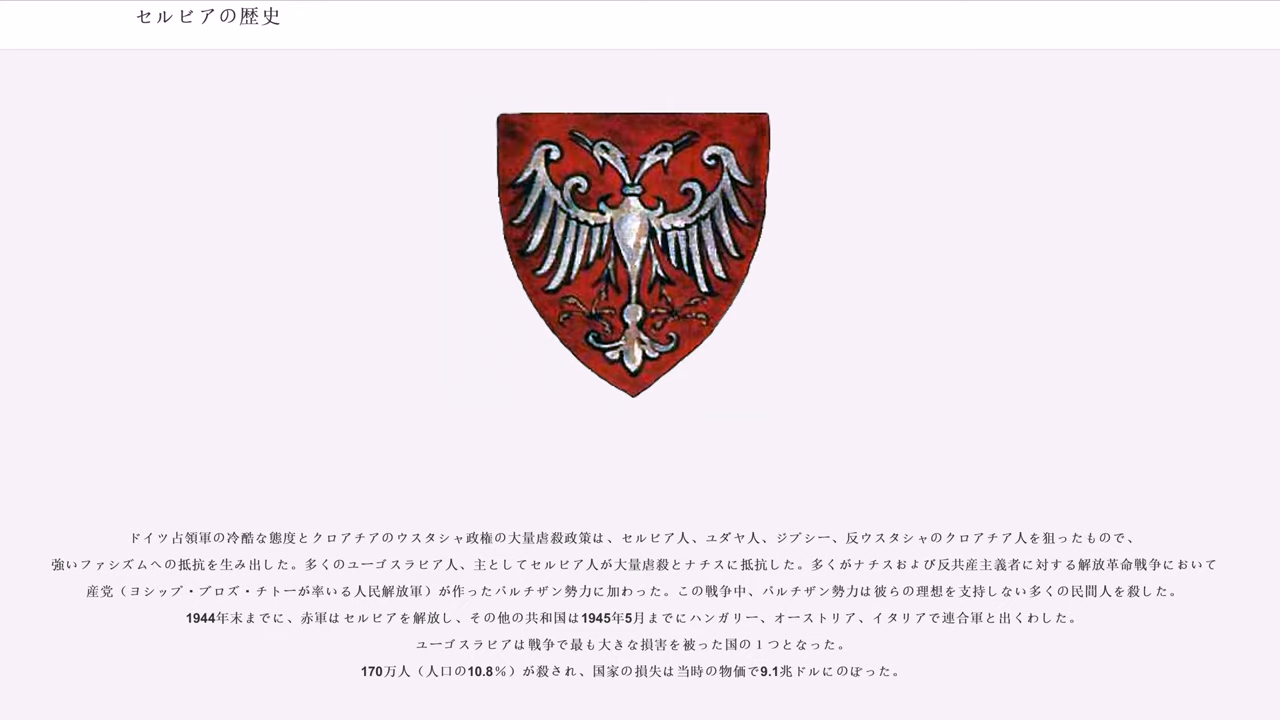 セルビアの歴史
ドイツ占領軍の冷酷な態度とクロアチアのウスタシャ政権の大量虐殺政策は、セルビア人、ユダヤ人、ジプシー、反ウスタシャのクロアチア人を狙ったもので、
強いファシズムへの抵抗を生み出した。多くのユーゴスラビア人、主としてセルビア人が大量虐殺とナチスに抵抗した。多くがナチスおよび反共産主義者に対する解放革命戦争において
産党（ヨシップ・ブロズ・チトーが率いる人民解放軍）が作ったパルチザン勢力に加わった。この戦争中、パルチザン勢力は彼らの理想を支持しない多くの民間人を殺した。
1944年末までに、赤軍はセルビアを解放し、その他の共和国は1945年5月までにハンガリー、オーストリア、イタリアで連合軍と出くわした。
ユーゴスラビアは戦争で最も大きな損害を被った国の１つとなった。
170万人（人口の10.8％）が殺され、国家の損失は当時の物価で9.1兆ドルにのぼった。